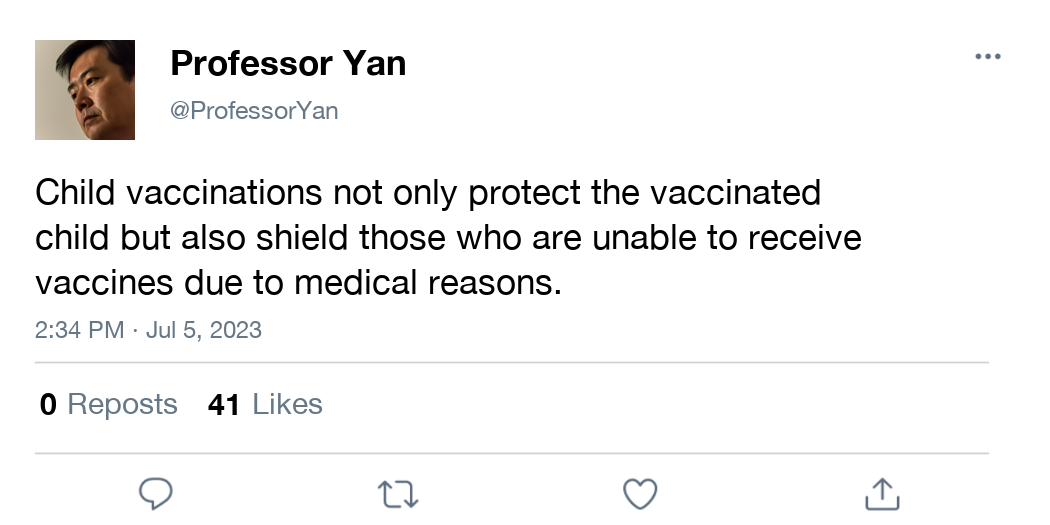 Professor Yan
@ProfessorYan
Child vaccinations not only protect the vaccinated
child but also shield those who are unable to receive
vaccines due to medical reasons.
2:34 PM · Jul 5, 2023
0 Reposts 41 Likes